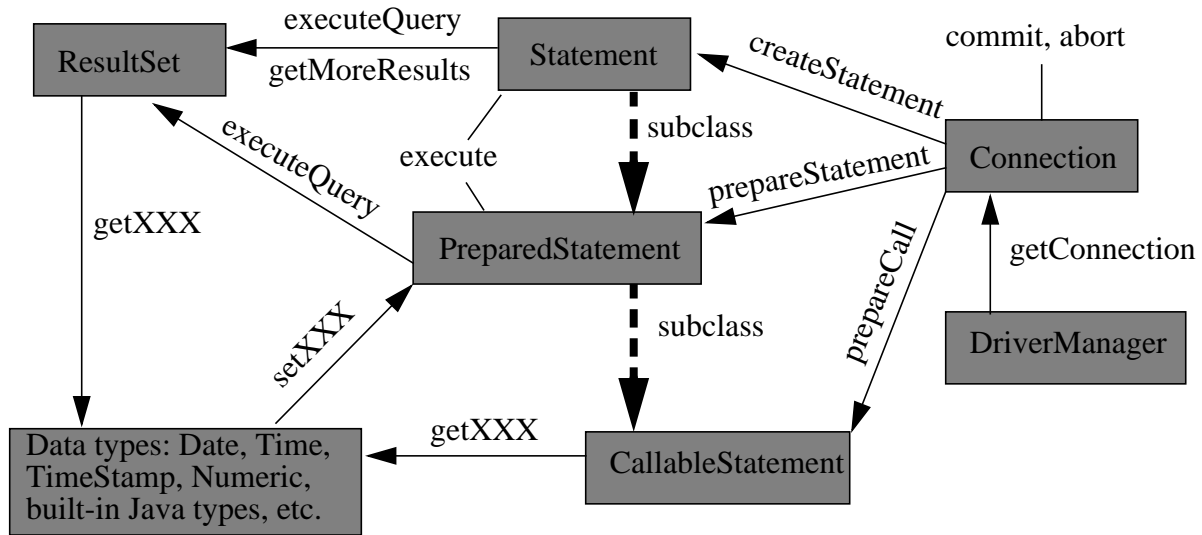 executeQuery
ResultSet
getMoreResults
Statement
createStatement
commit, abort
subclass
execute
executeQuery
prepareStatement
Connection
getXXX
PreparedStatement
prepareCall
getConnection
setXXX
subclass
DriverManager
Data types: Date, Time,
TimeStamp, Numeric,
built-in Java types, etc.
getXXX
CallableStatement